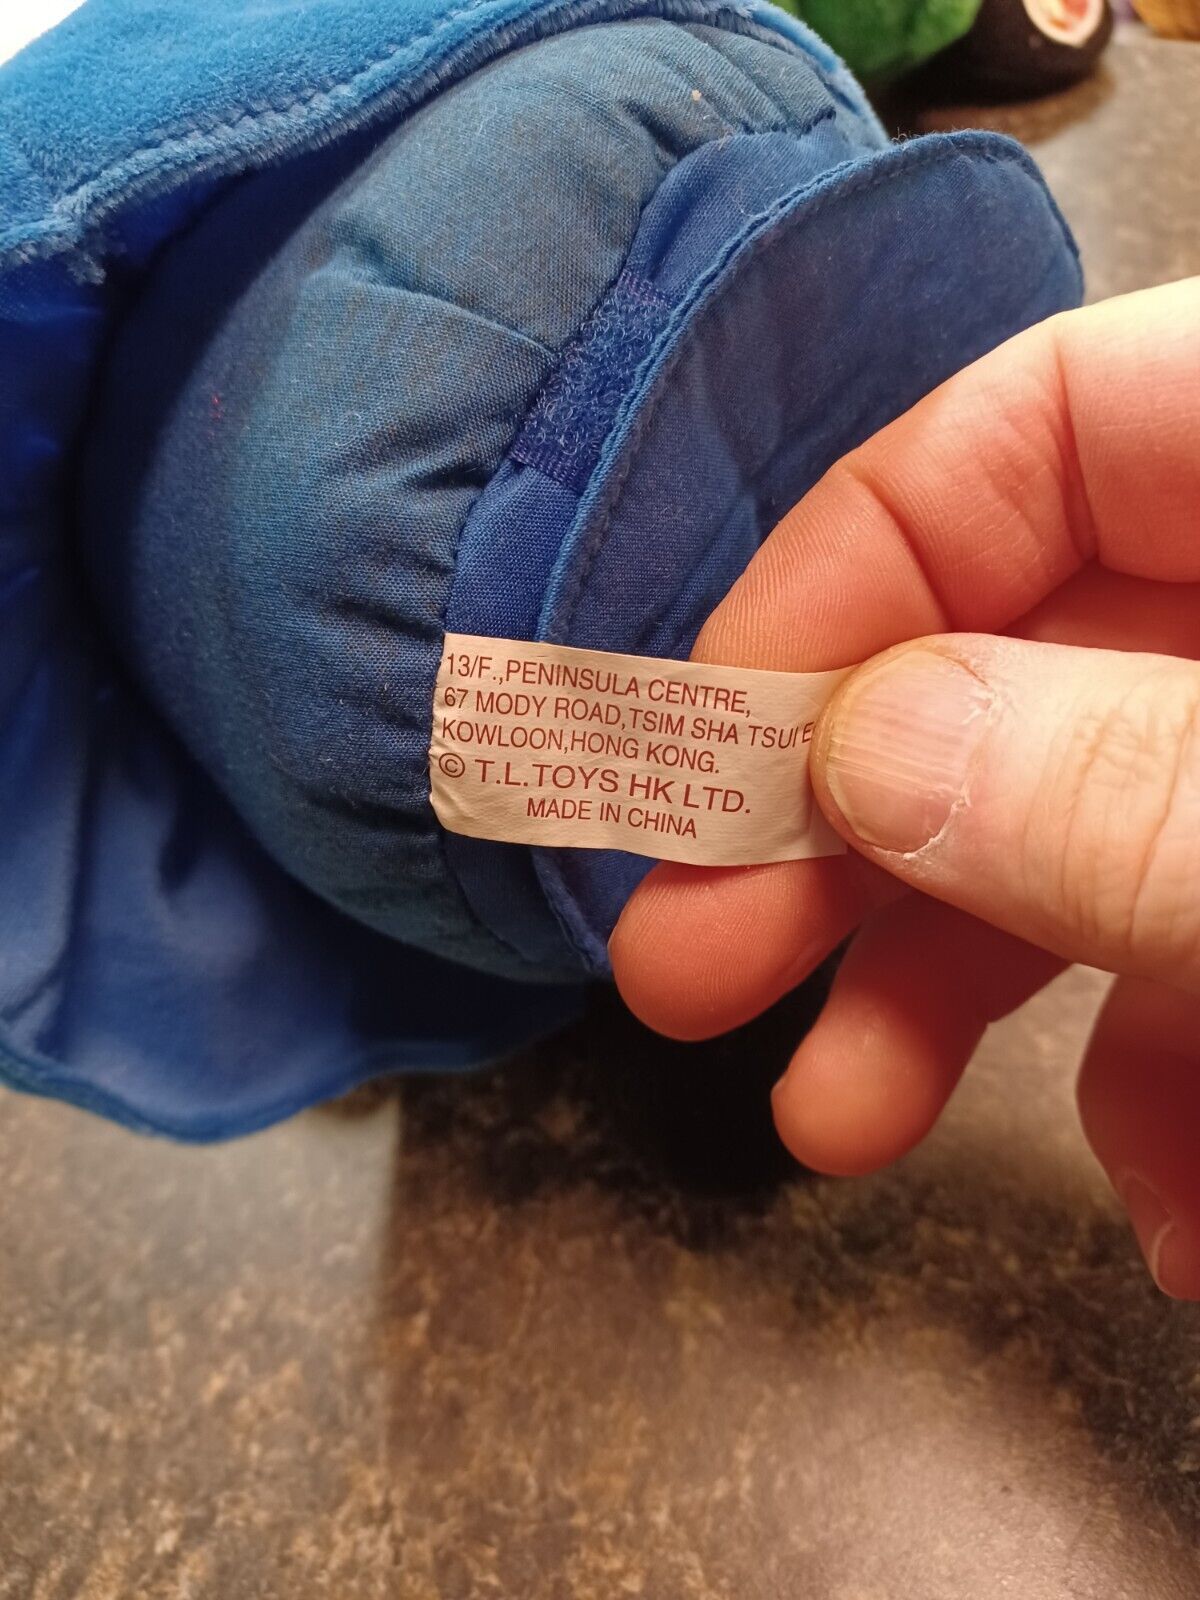 13/F.,PENINSULA CENTRE,
67 MODY ROAD,TSIM SHA TSUI E
KOWLOON,HONG KONG.
© T.L.TOYS HK LTD.
MADE IN CHINA